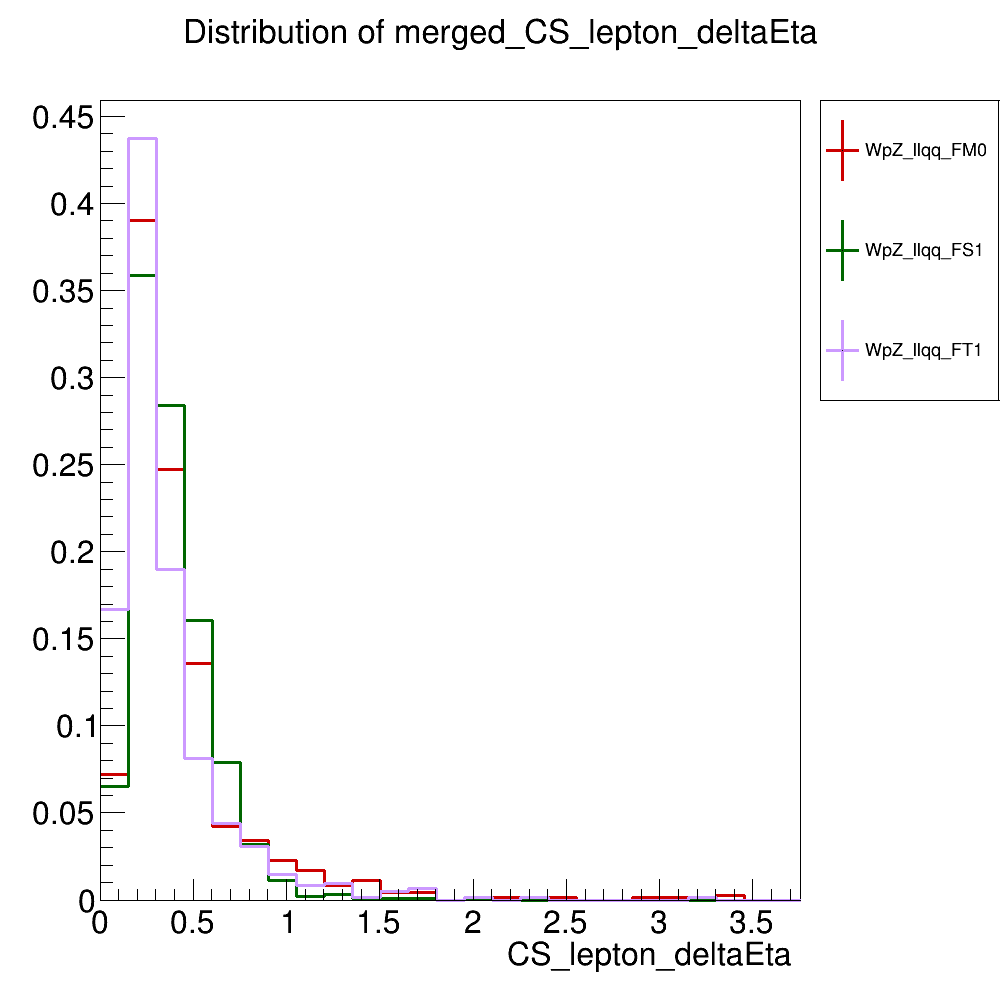 Distribution of merged_CS_lepton_deltaEta
0.45
0.4
0.35
0.3
0.25
0.2
0.15
0.1
0.05
0
0 0.5 1 1.5 2 2.5 3 3.5
CS_lepton_deltaEta
WpZ_llqq_FM0
WpZ_llqq_FS1
WpZ_llqq_FT1